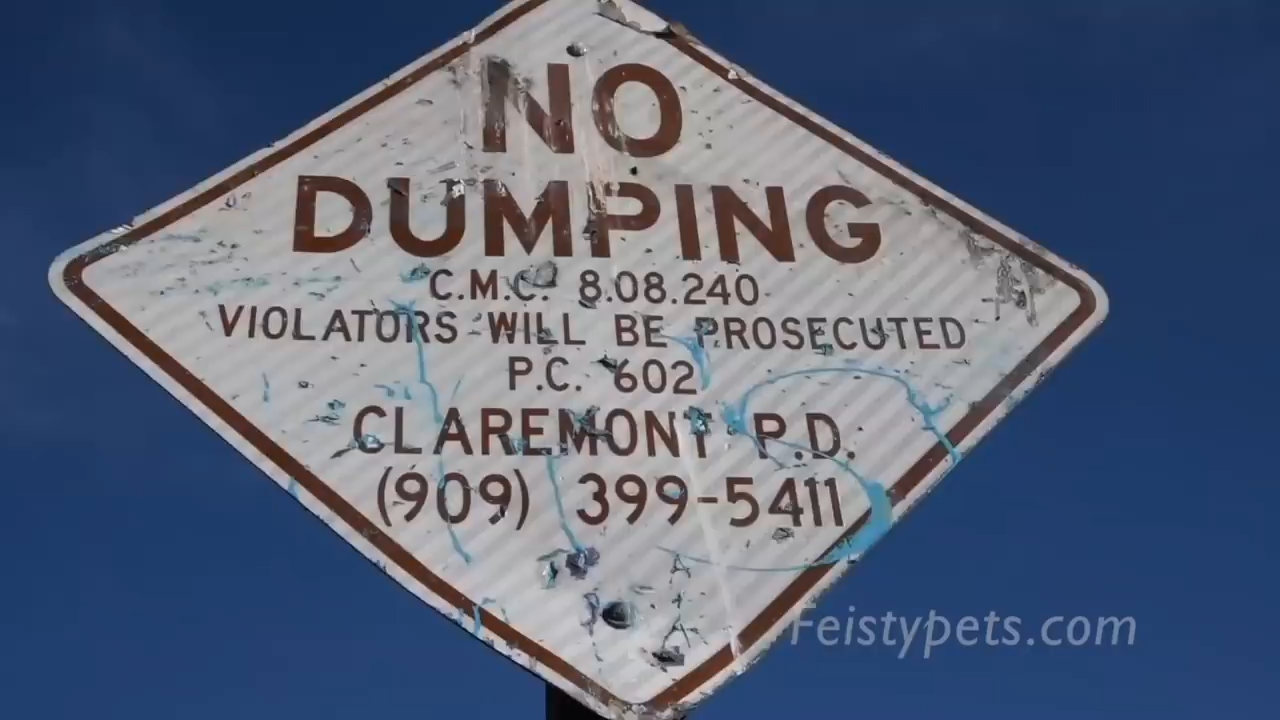 NO
DUMPING
C.M.C. 8.08.240
VIOLATORS WILL BE PROSECUTED
P.C. 602
CLAREMONT P.D.
(909) 399-5411
Feistypets.com